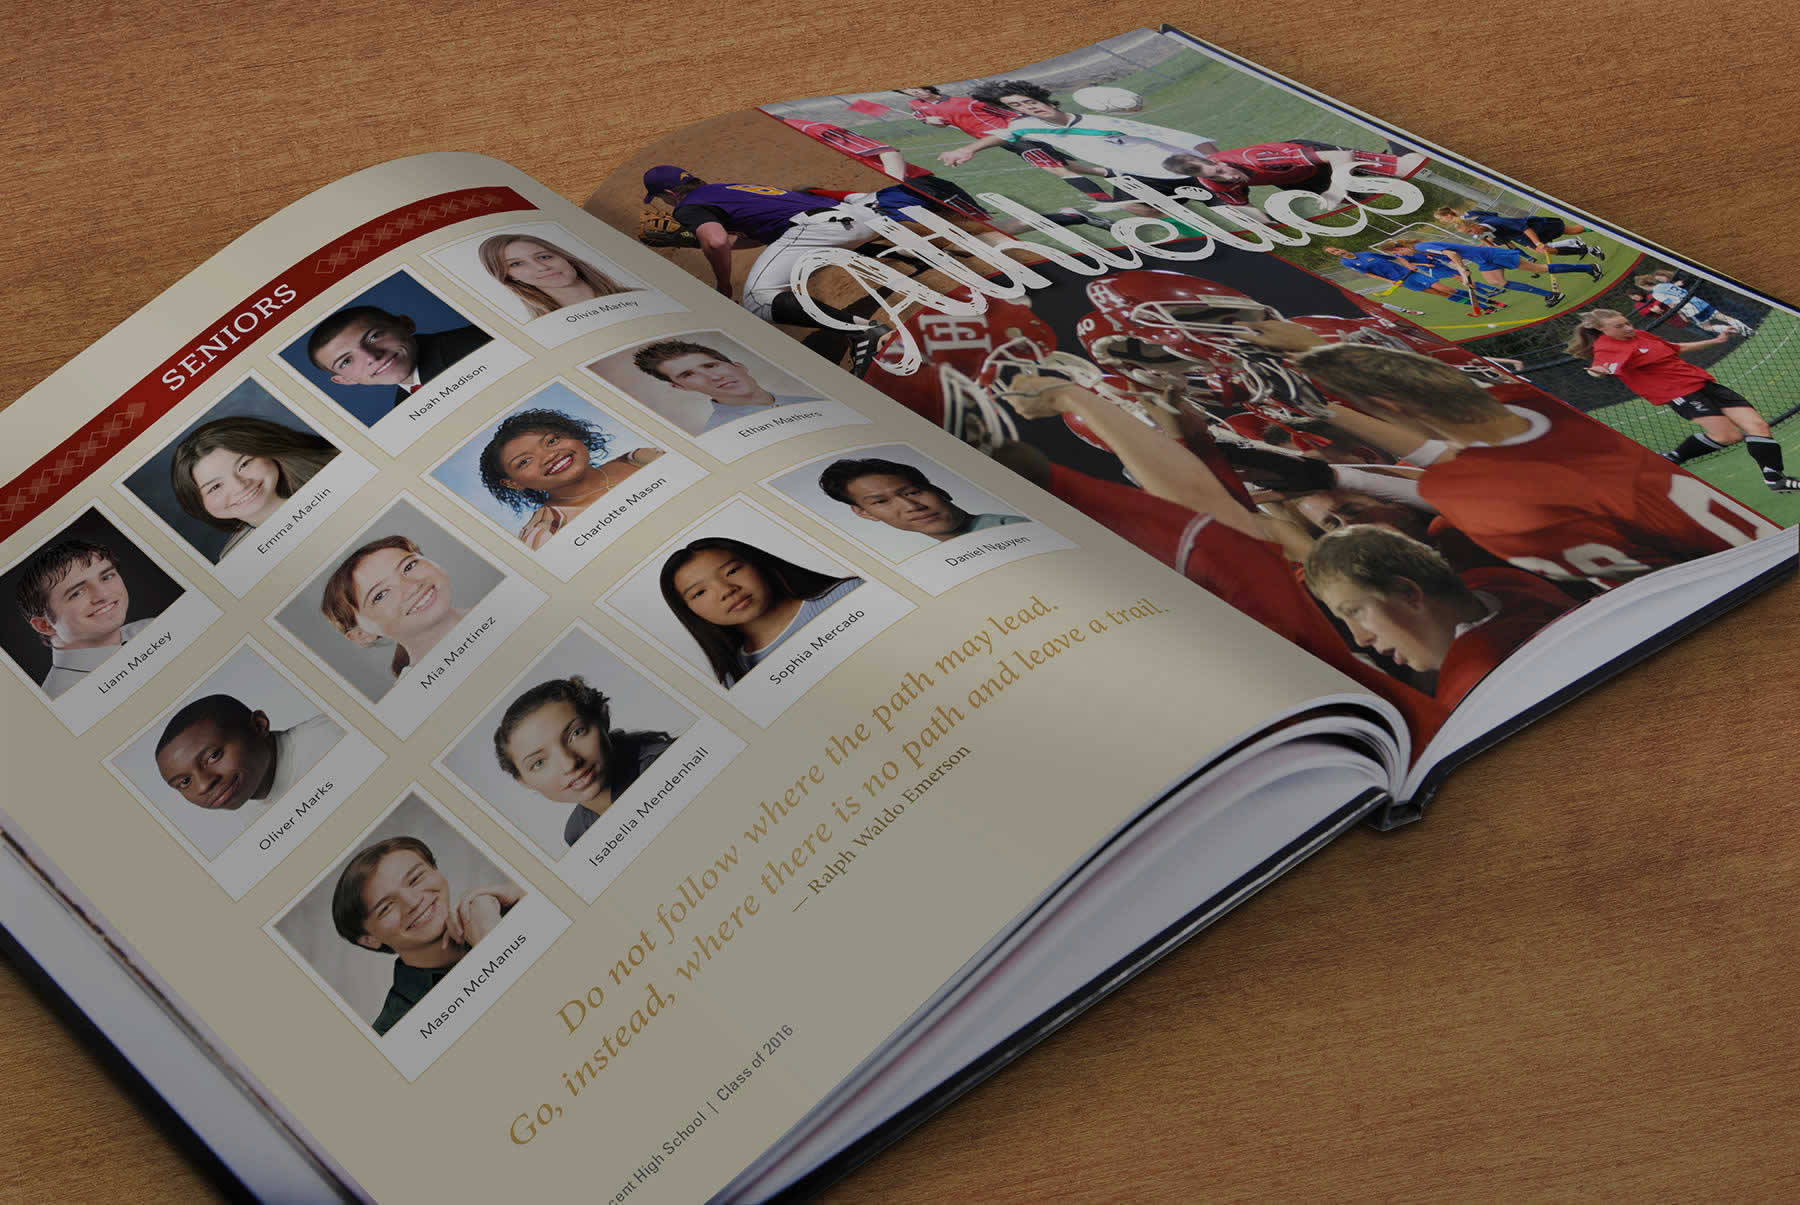 SENIORS
Liam Mackey
Emma Maclin
Noah Madison
Olivia Marley
Oliver Marks
Mia Martinez
Charlotte Mason
Ethan Mathers
Mason McManus
Isabella Mendenhall
Sophia Mercado
Daniel Nguyen
Do not follow where the path may lead.
Go, instead, where there is no path and leave a trail.
— Ralph Waldo Emerson
High School | Class of 2016
Athletics